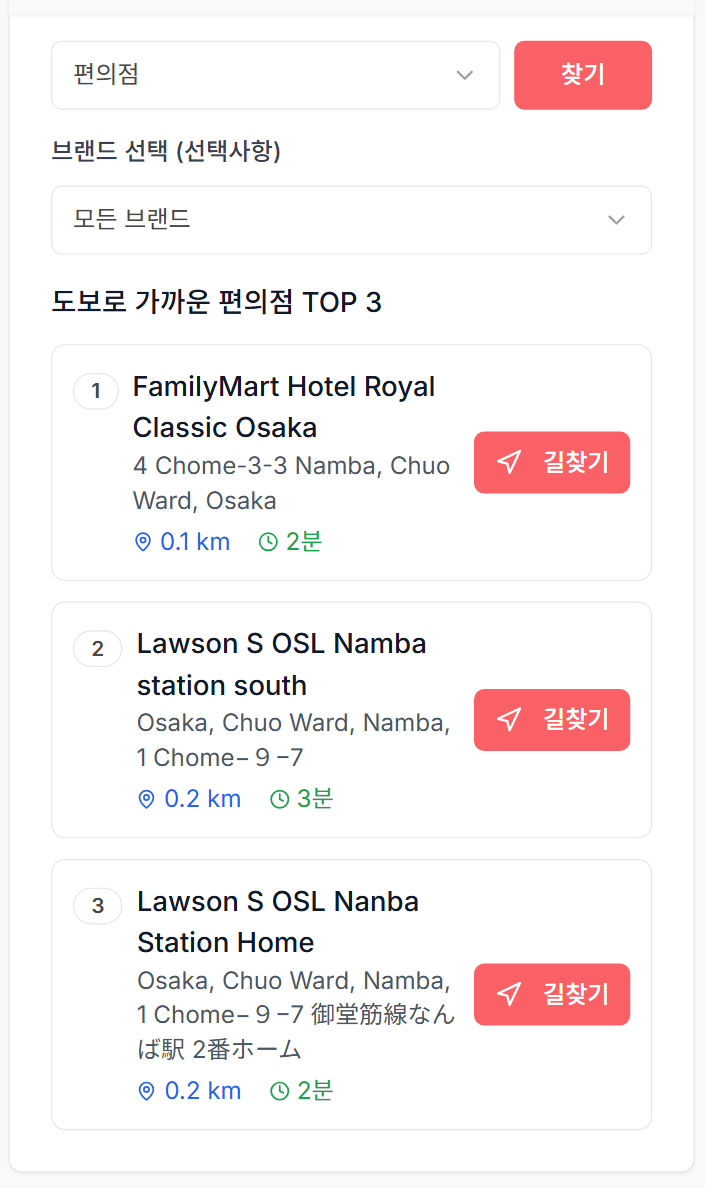 편의점
찾기
브랜드 선택 (선택사항)
모든 브랜드
도보로 가까운 편의점 TOP 3
1
FamilyMart Hotel Royal
Classic Osaka
4 Chome-3-3 Namba, Chuo
Ward, Osaka
0.1 km 2분
길찾기
2
Lawson S OSL Namba
station south
Osaka, Chuo Ward, Namba,
1 Chome−９−7
0.2 km 3분
길찾기
3
Lawson S OSL Nanba
Station Home
Osaka, Chuo Ward, Namba,
1 Chome−９−7 御堂筋線なん
ば駅 2番ホーム
0.2 km 2분
길찾기